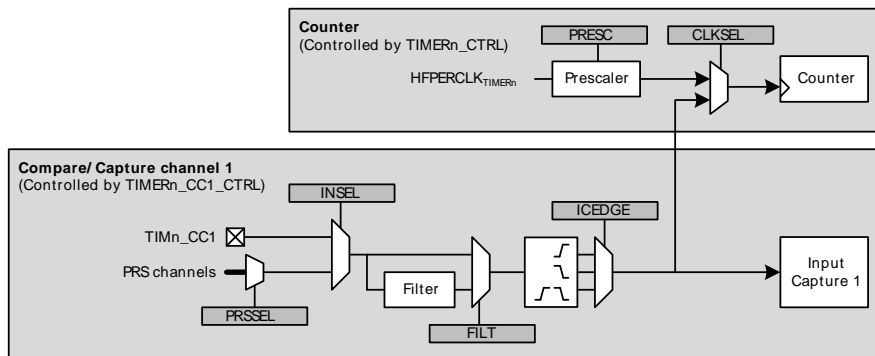 Counter
(Controlled by TIMERn_CTRL)
PRESC
CLKSEL
HFPERCLKTIMERn
Prescaler
Counter
Compare/ Capture channel 1
(Controlled by TIMERn_CC1_CTRL)
INSEL
ICEDGE
TIMn_CC1
PRS channels
Filter
Input
Capture 1
PRSSEL
FILT